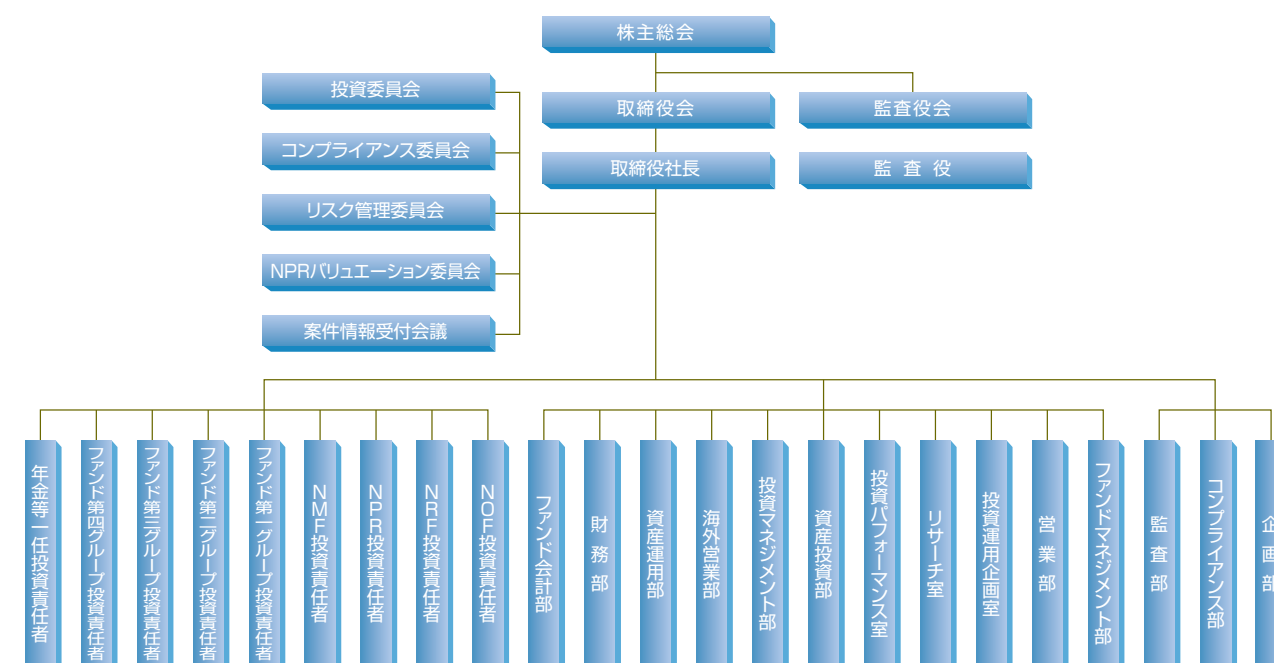 株主総会
投資委員会
取締役会
監査役会
コンプライアンス委員会
取締役社長
監査役
リスク管理委員会
NPRバリュエーション委員会
案件情報受付会議
年金等一任投資責任者
ファンド第四グループ投資責任者
ファンド第三グループ投資責任者
ファンド第二グループ投資責任者
ファンド第一グループ投資責任者
NMF投資責任者
NPR投資責任者
NRF投資責任者
NOF投資責任者
ファンド会計部
財務部
資産運用部
海外営業部
投資マネジメント部
資産投資部
投資パフォーマンス室
リサーチ室
投資運用企画室
営業部
ファンドマネジメント部
監査部
コンプライアンス部
企画部